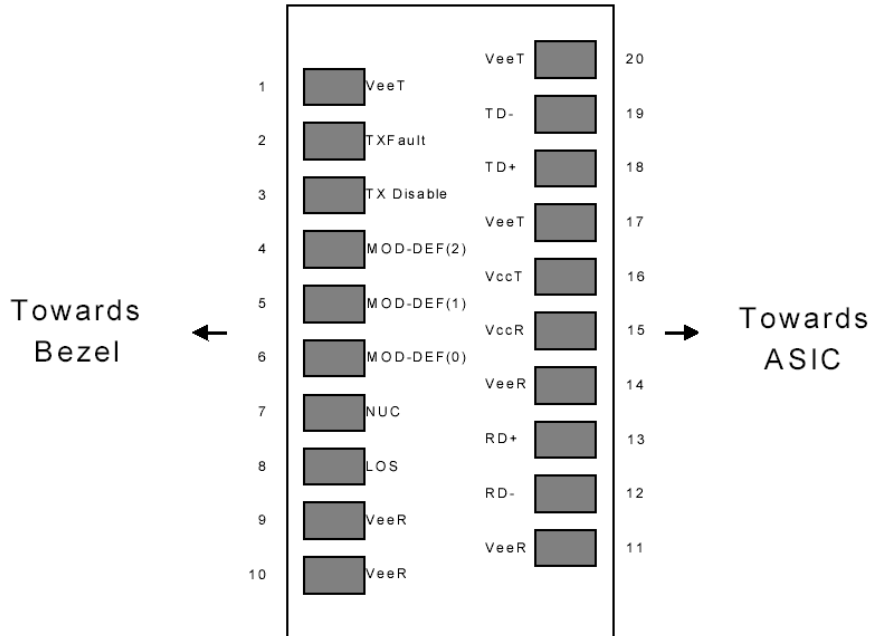 1 VeeT
2 TXFault
3 TX Disable
4 MOD-DEF(2)
5 MOD-DEF(1)
6 MOD-DEF(0)
7 NUC
8 LOS
9 VeeR
10 VeeR
VeeT 20
TD- 19
TD+ 18
VeeT 17
VccT 16
VccR 15
VeeR 14
RD+ 13
RD- 12
VeeR 11
Towards
Bezel
Towards
ASIC